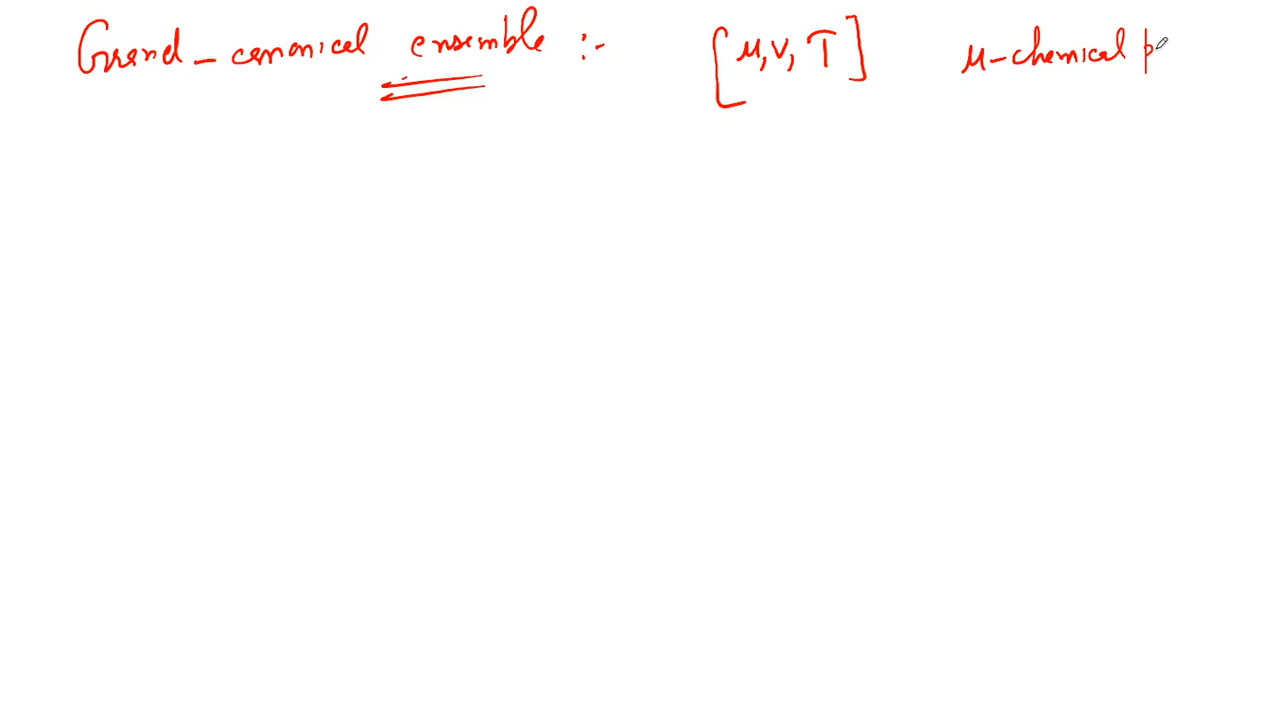 Grand-canonical ensemble :- [μ, V, T] μ-chemical p